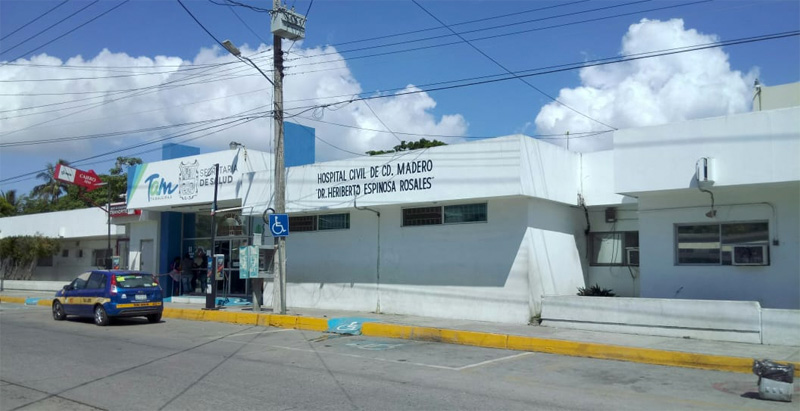 Tam
SECRETARÍA
DE SALUD
HOSPITAL CIVIL DE CD. MADERO
"DR. HERIBERTO ESPINOSA ROSALES"